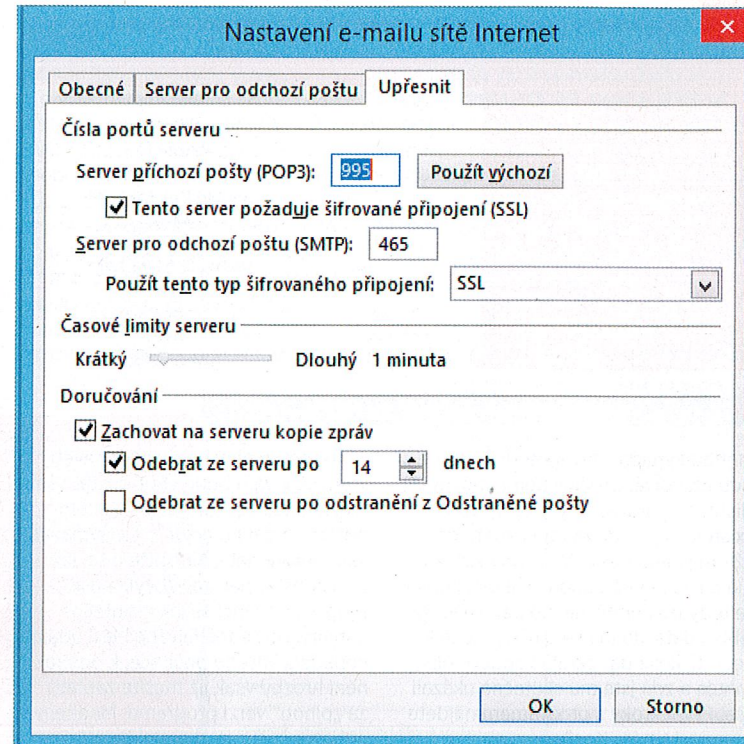 Nastavení e-mailu sítě Internet
Obecné Server pro odchozí poštu Upřesnit
Čísla portů serveru
Server příchozí pošty (POP3): 995 Použít výchozí
Tento server požaduje šifrované připojení (SSL)
Server pro odchozí poštu (SMTP): 465
Použít tento typ šifrovaného připojení: SSL
Časové limity serveru
Krátký Dlouhý 1 minuta
Doručování
Zachovat na serveru kopie zpráv
Odebrat ze serveru po 14 dnech
Odebrat ze serveru po odstranění z Odstraněné pošty
OK Storno